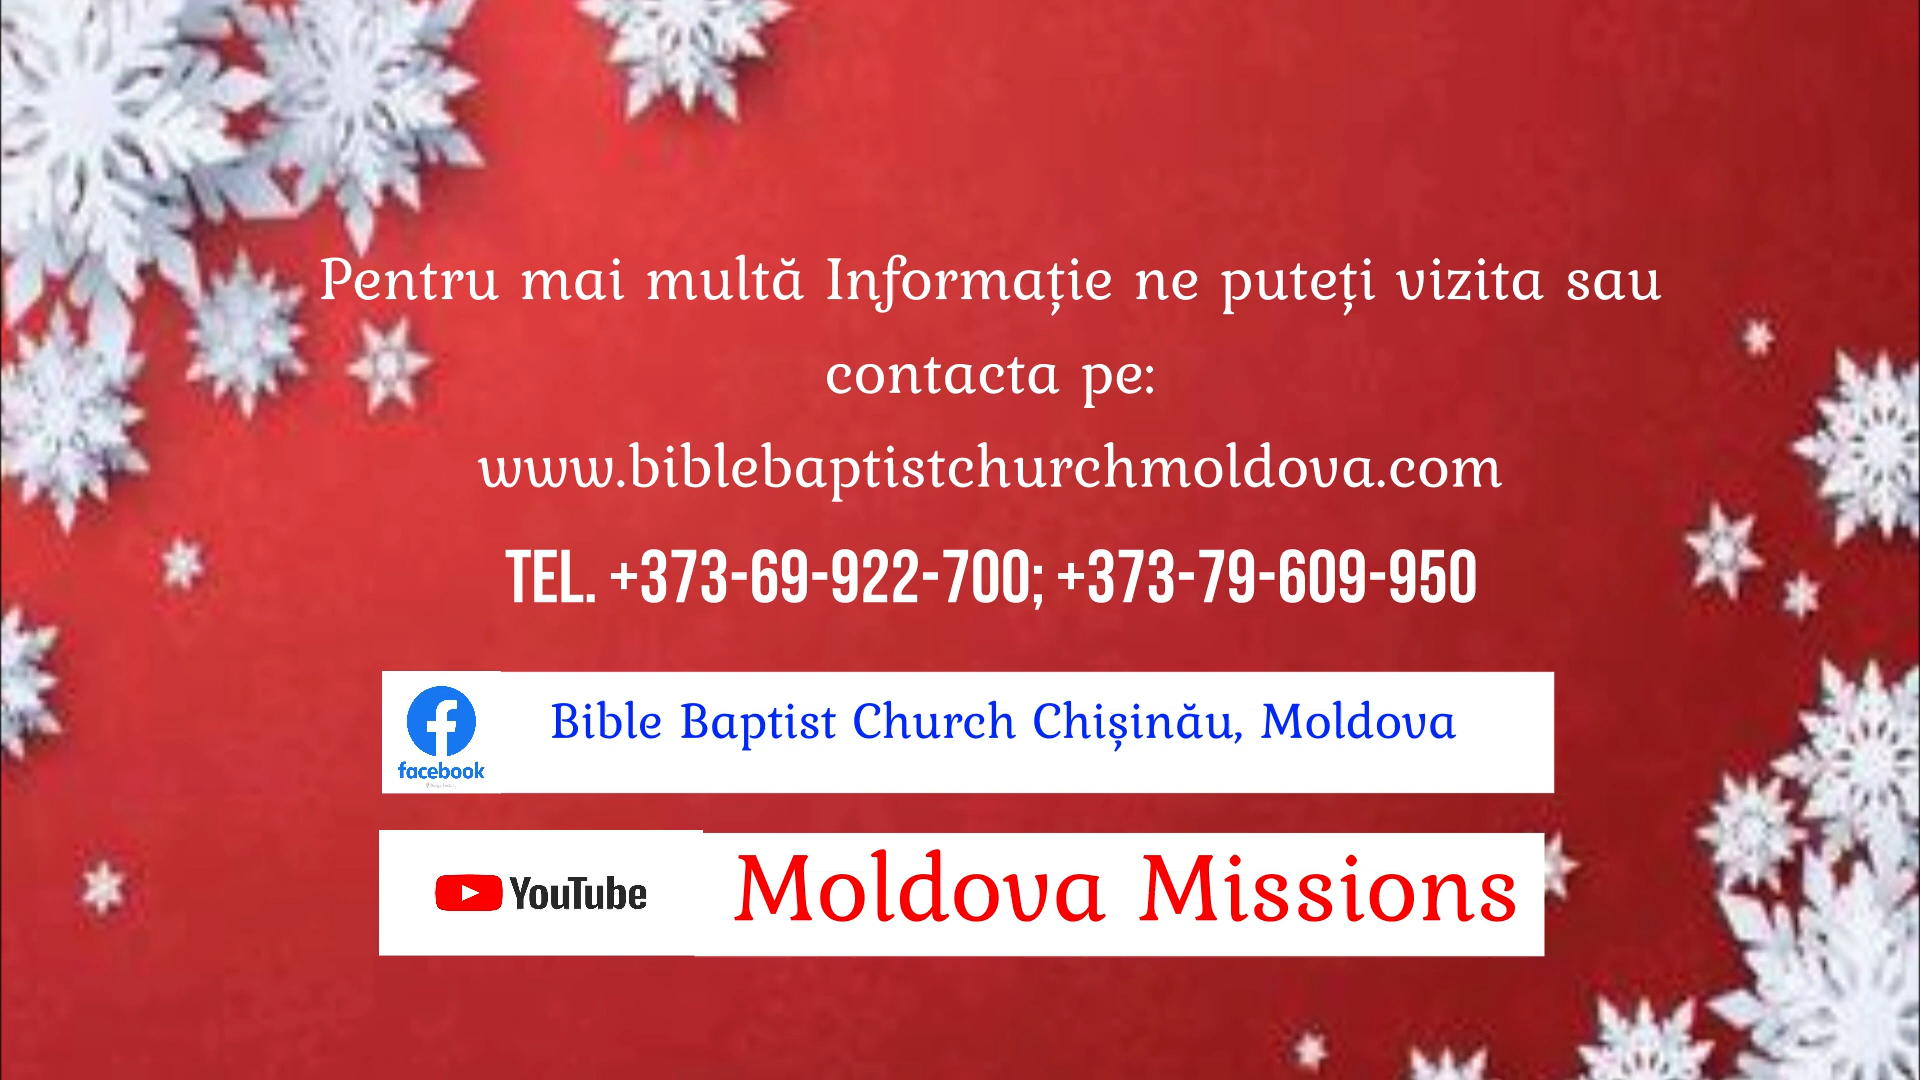 Pentru mai multă Informație ne puteți vizita sau
contacta pe:
www.biblebaptistchurchmoldova.com
TEL. +373-69-922-700; +373-79-609-950
facebook
Bible Baptist Church Chișinău, Moldova
YouTube
Moldova Missions